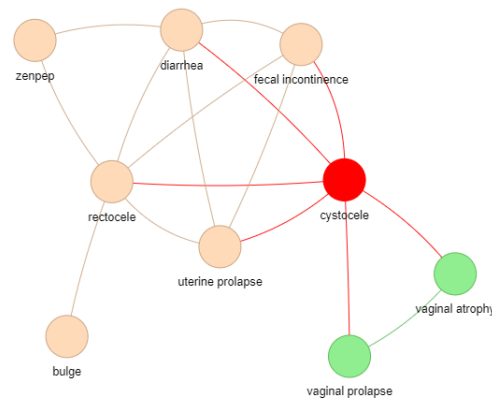 diarrhea
zenpep
fecal incontinence
rectocele
cystocele
uterine prolapse
vaginal atrophy
bulge
vaginal prolapse